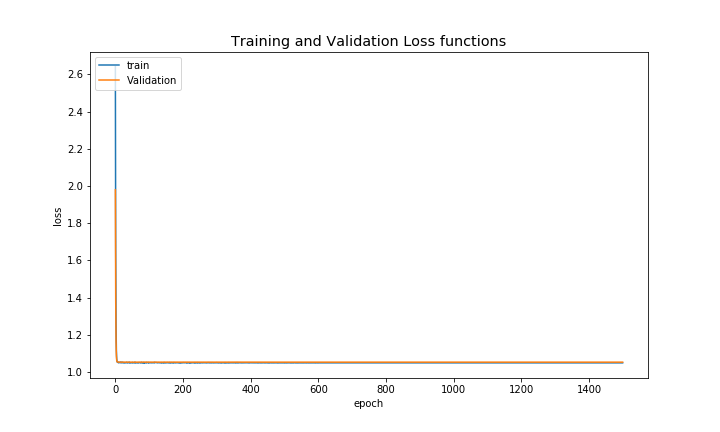 Training and Validation Loss functions
train
Validation
2.6
2.4
2.2
2.0
1.8
1.6
1.4
1.2
1.0
loss
0 200 400 600 800 1000 1200 1400
epoch